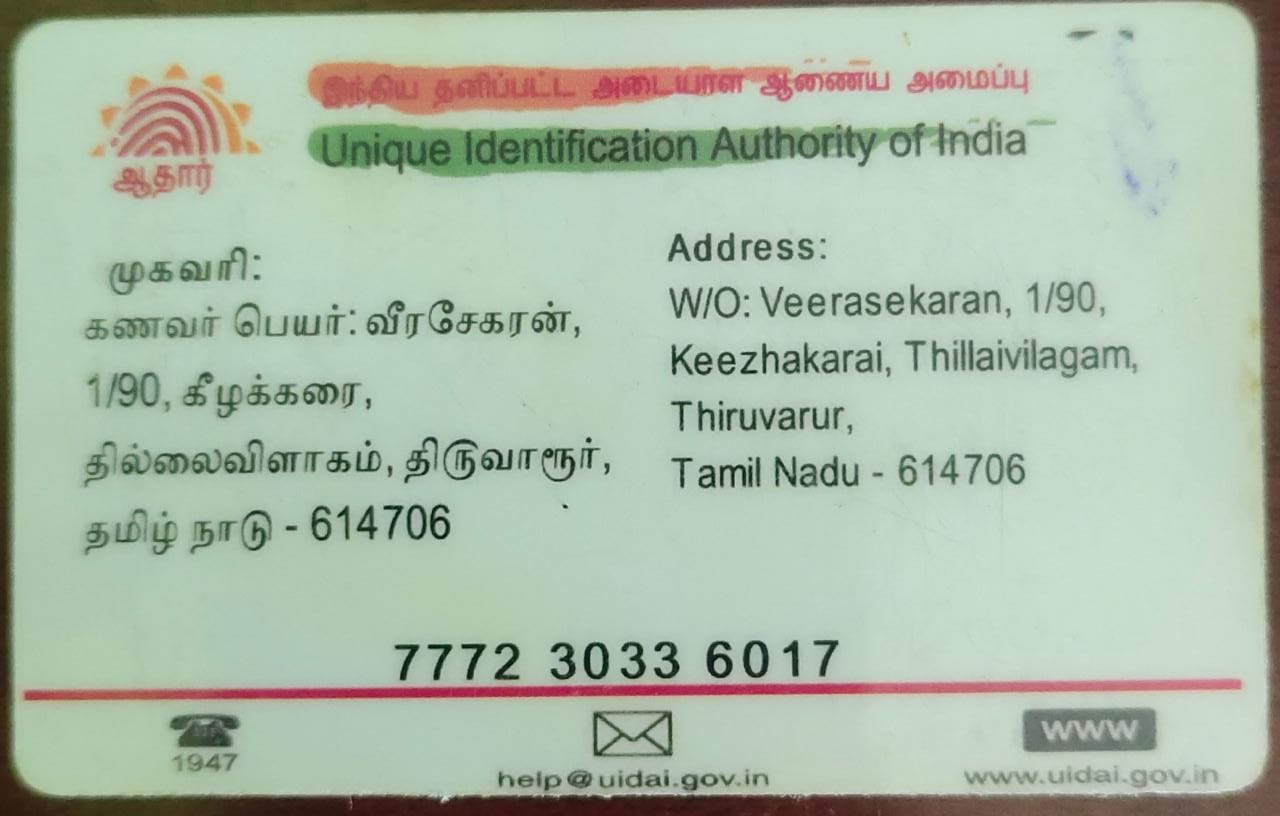 இந்திய தனிப்பட்ட அடையாள ஆணைய அமைப்பு
Unique Identification Authority of India
ஆதார்
முகவரி:
கணவர் பெயர்: வீரசேகரன்,
1/90, கீழக்கரை,
தில்லைவிளாகம், திருவாரூர்,
தமிழ் நாடு - 614706
Address:
W/O: Veerasekaran, 1/90,
Keezhakarai, Thillaivilagam,
Thiruvarur,
Tamil Nadu - 614706
7772 3033 6017
1947
help@uidai.gov.in
www
www.uidai.gov.in